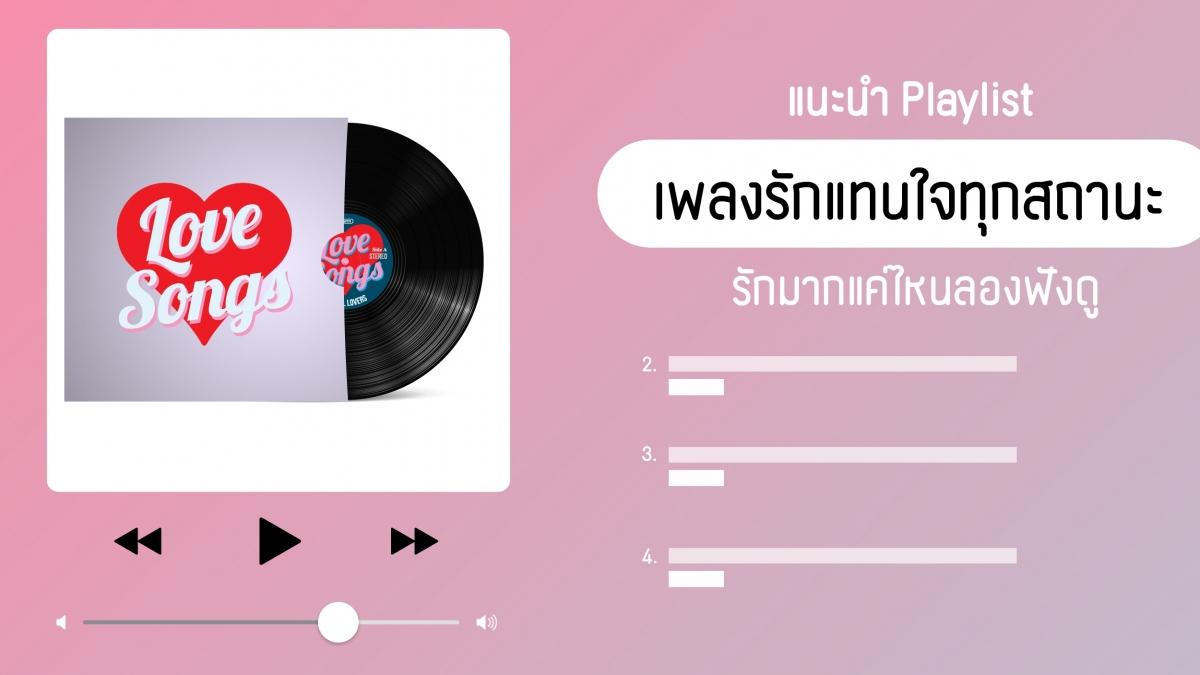 Love
Songs
Love
Songs
Side A
STEREO
LOVERS
แนะนำ Playlist
เพลงรักแทนใจทุกสถานะ
รักมากแค่ไหนลองฟังดู
2.
3.
4.